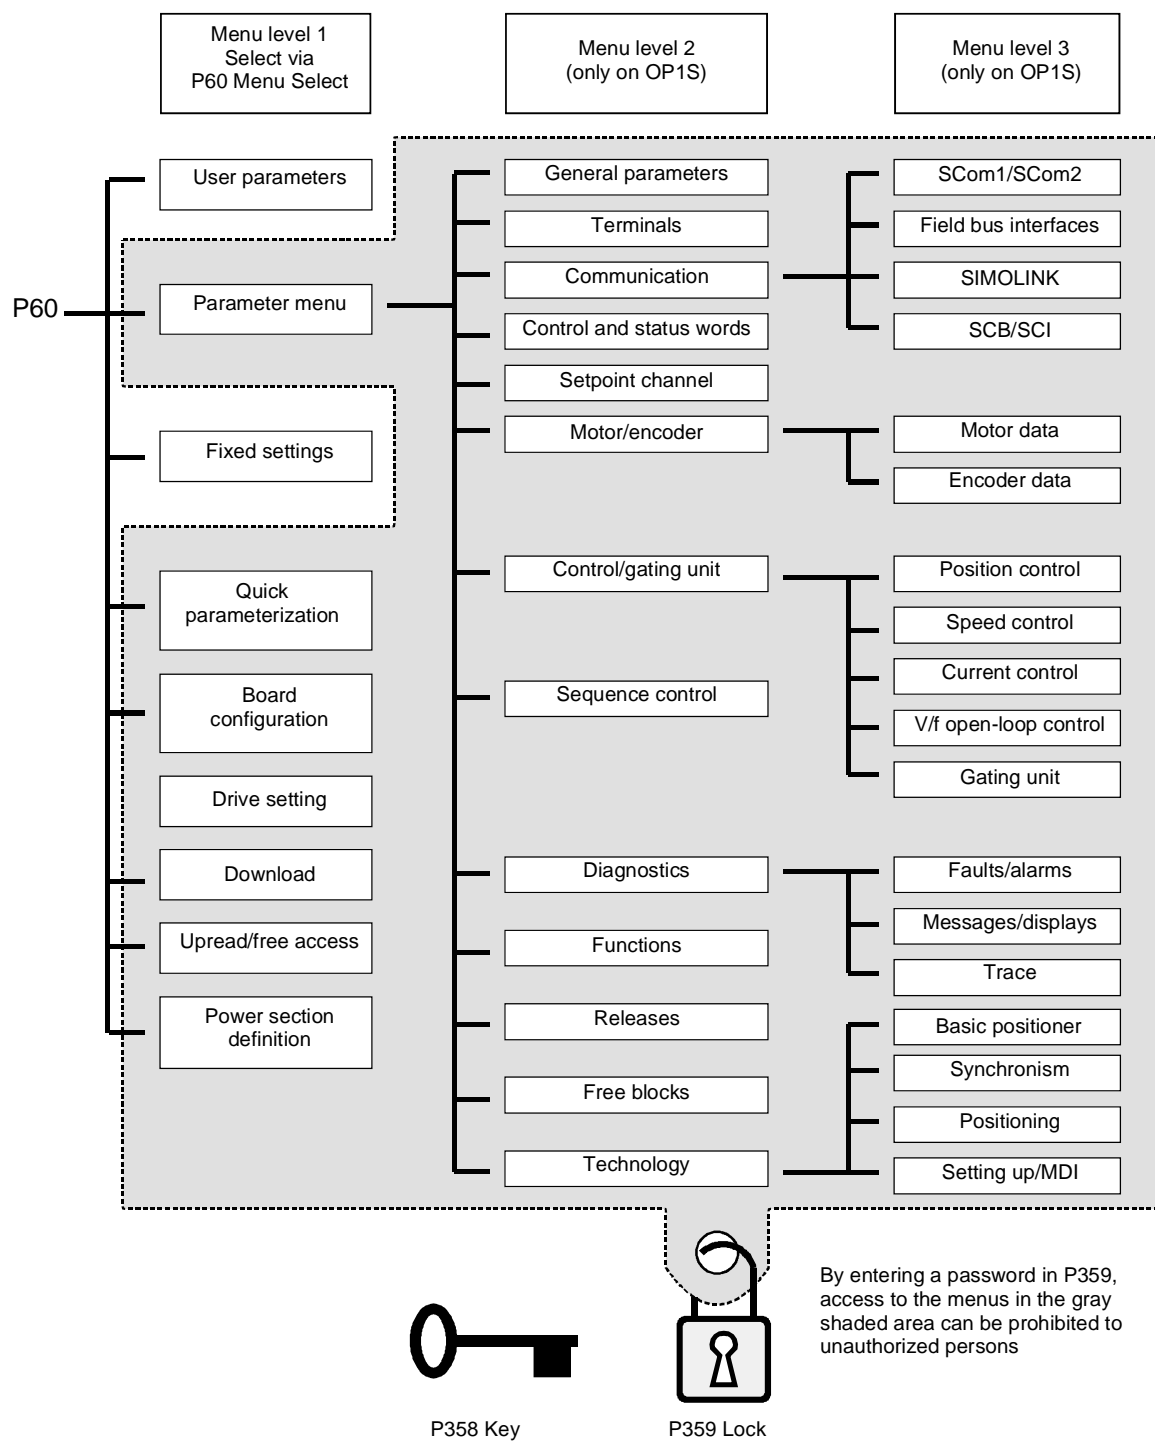 Menu level 1
Select via
P60 Menu Select
Menu level 2
(only on OP1S)
Menu level 3
(only on OP1S)
P60
User parameters
Parameter menu
Fixed settings
Quick
parameterization
Board
configuration
Drive setting
Download
Upread/free access
Power section
definition
General parameters
Terminals
Communication
Control and status words
Setpoint channel
Motor/encoder
Control/gating unit
Sequence control
Diagnostics
Functions
Releases
Free blocks
Technology
SCom1/SCom2
Field bus interfaces
SIMOLINK
SCB/SCI
Motor data
Encoder data
Position control
Speed control
Current control
V/f open-loop control
Gating unit
Faults/alarms
Messages/displays
Trace
Basic positioner
Synchronism
Positioning
Setting up/MDI
By entering a password in P359,
access to the menus in the gray
shaded area can be prohibited to
unauthorized persons
P358 Key
P359 Lock